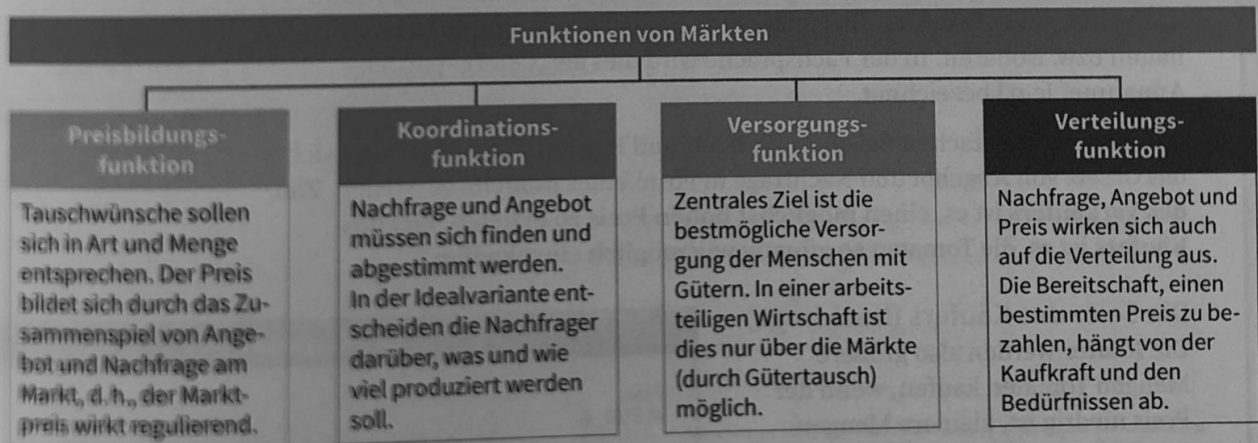 Funktionen von Märkten
Preisbildungs-
funktion
Tauschwünsche sollen
sich in Art und Menge
entsprechen. Der Preis
bildet sich durch das Zu-
sammenspiel von Ange-
bot und Nachfrage am
Markt, d. h., der Markt-
preis wirkt regulierend.
Koordinations-
funktion
Nachfrage und Angebot
müssen sich finden und
abgestimmt werden.
In der Idealvariante ent-
scheiden die Nachfrager
darüber, was und wie
viel produziert werden
soll.
Versorgungs-
funktion
Zentrales Ziel ist die
bestmögliche Versor-
gung der Menschen mit
Gütern. In einer arbeits-
teiligen Wirtschaft ist
dies nur über die Märkte
(durch Gütertausch)
möglich.
Verteilungs-
funktion
Nachfrage, Angebot und
Preis wirken sich auch
auf die Verteilung aus.
Die Bereitschaft, einen
bestimmten Preis zu be-
zahlen, hängt von der
Kaufkraft und den
Bedürfnissen ab.